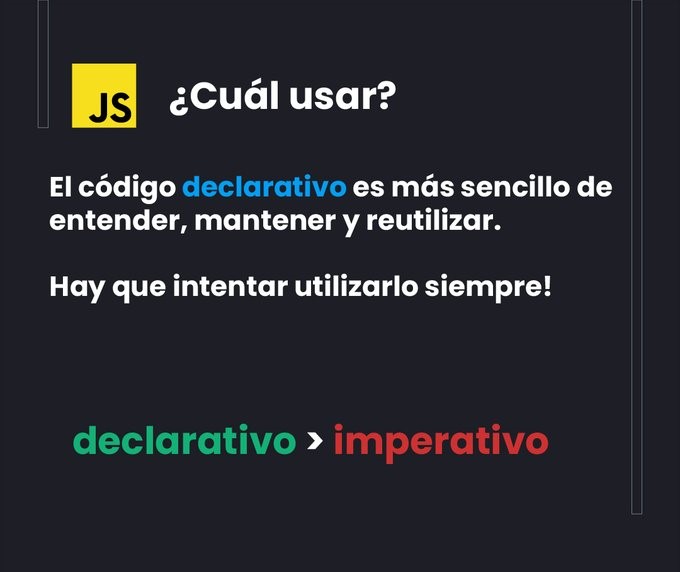 JS
¿Cuál usar?
El código declarativo es más sencillo de
entender, mantener y reutilizar.
Hay que intentar utilizarlo siempre!
declarativo > imperativo